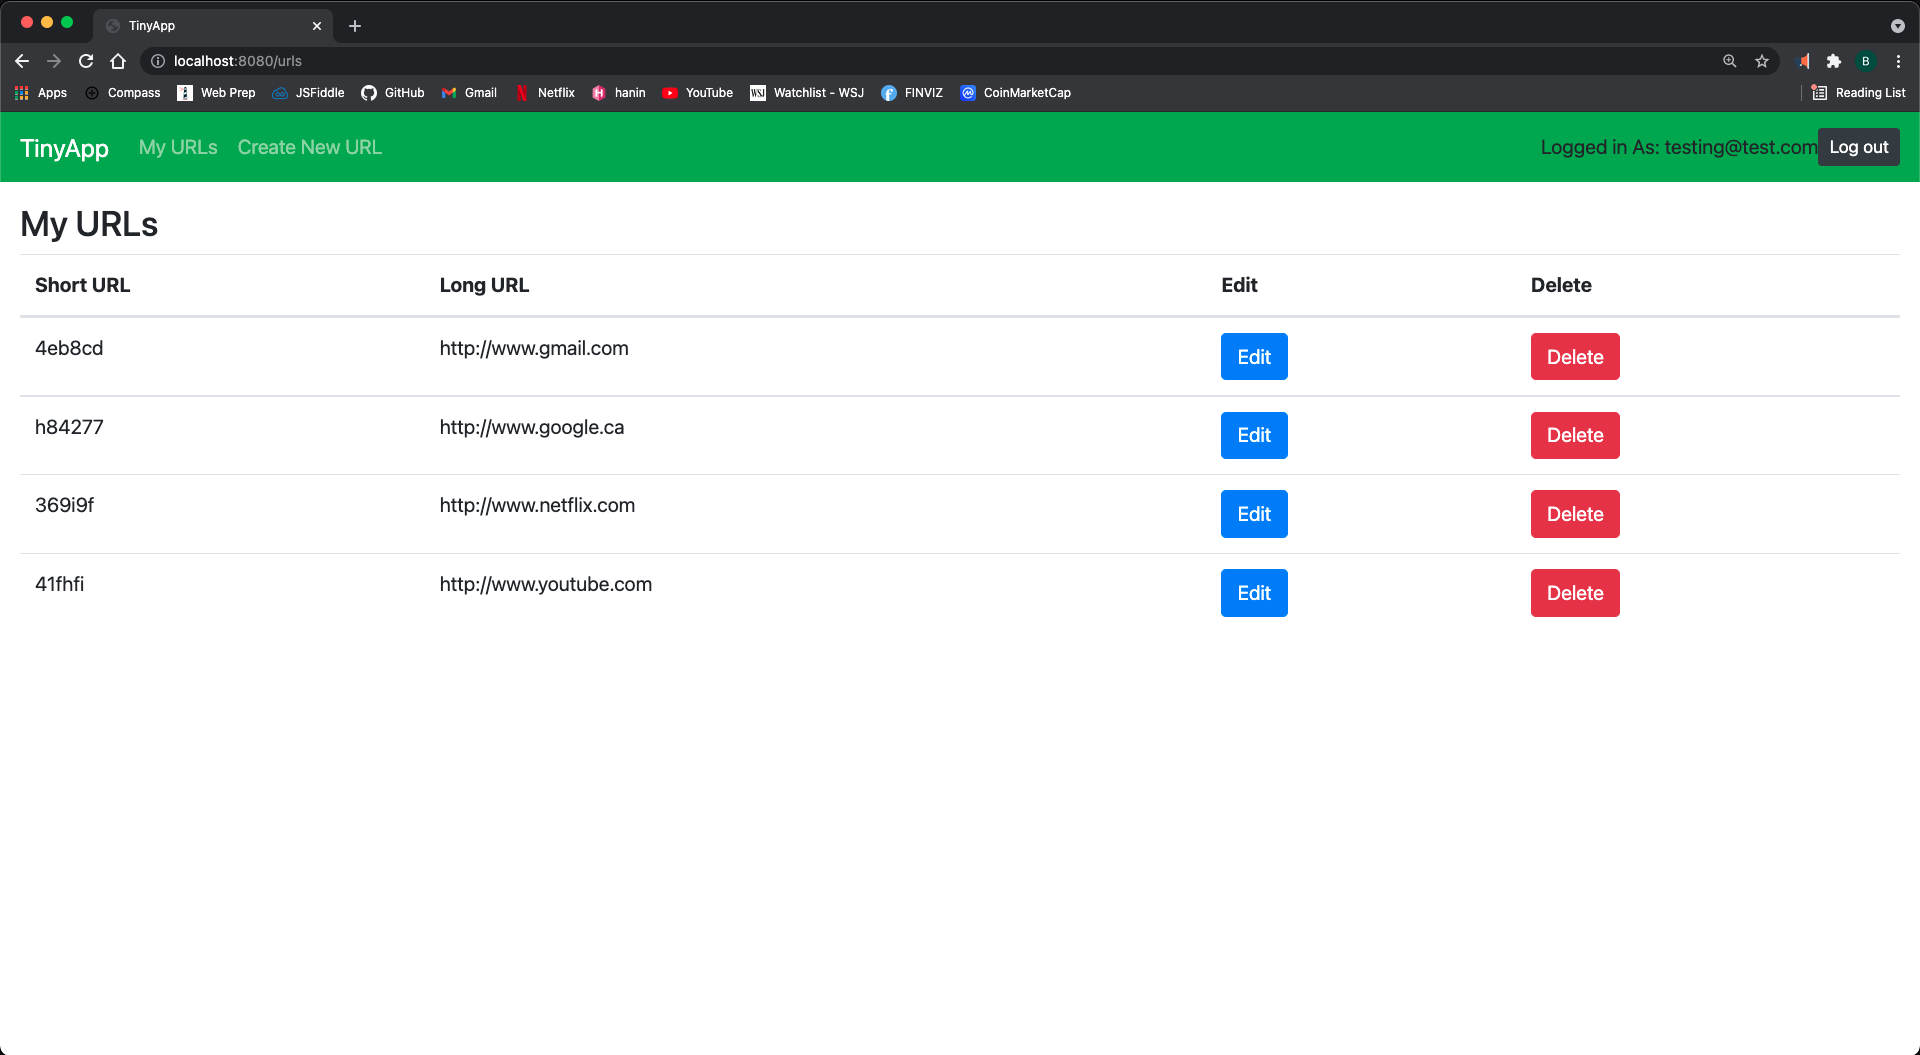 TinyApp
localhost:8080/urls
B
Apps Compass Web Prep JSFiddle GitHub Gmail Netflix hanin YouTube WSJ Watchlist - WSJ FINVIZ CoinMarketCap Reading List
TinyApp My URLs Create New URL Logged in As: testing@test.com Log out
My URLs
Short URL Long URL Edit Delete
4eb8cd http://www.gmail.com Edit Delete
h84277 http://www.google.ca Edit Delete
369i9f http://www.netflix.com Edit Delete
41fhfi http://www.youtube.com Edit Delete